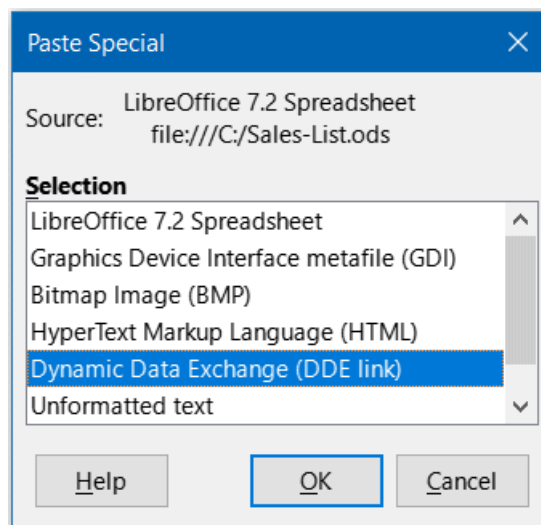 Paste Special
Source: LibreOffice 7.2 Spreadsheet
file:///C:/Sales-List.ods
Selection
LibreOffice 7.2 Spreadsheet
Graphics Device Interface metafile (GDI)
Bitmap Image (BMP)
HyperText Markup Language (HTML)
Dynamic Data Exchange (DDE link)
Unformatted text
Help OK Cancel